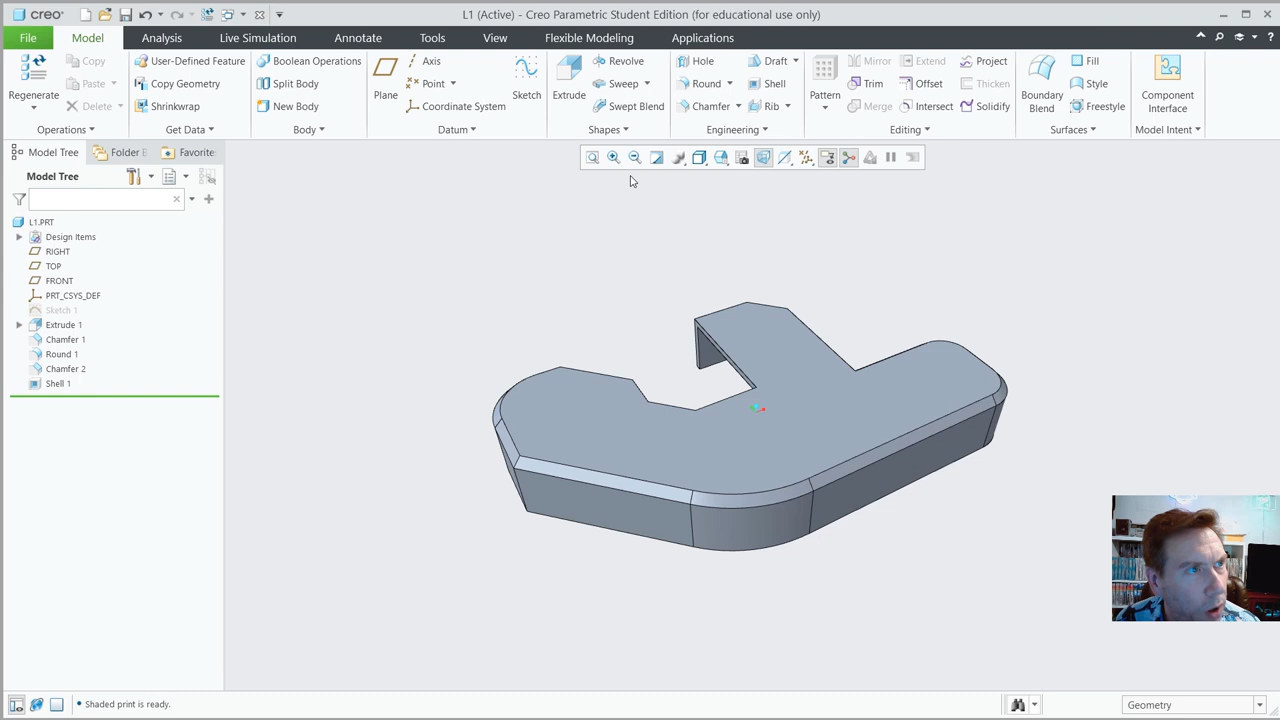 creo L1 (Active) - Creo Parametric Student Edition (for educational use only)
File Model Analysis Live Simulation Annotate Tools View Flexible Modeling Applications
Regenerate
Copy
Paste
Delete
Operations
User-Defined Feature
Copy Geometry
Shrinkwrap
Get Data
Boolean Operations
Split Body
New Body
Body
Plane
Axis
Point
Coordinate System
Sketch
Datum
Extrude
Revolve
Sweep
Swept Blend
Shapes
Hole
Round
Chamfer
Draft
Shell
Rib
Engineering
Pattern
Mirror
Trim
Merge
Extend
Offset
Intersect
Project
Thicken
Solidify
Editing
Boundary
Blend
Fill
Style
Freestyle
Surfaces
Component
Interface
Model Intent
Model Tree Folder B Favorite
Model Tree
L1.PRT
Design Items
RIGHT
TOP
FRONT
PRT_CSYS_DEF
Sketch 1
Extrude 1
Chamfer 1
Round 1
Chamfer 2
Shell 1
Shaded print is ready.
Geometry